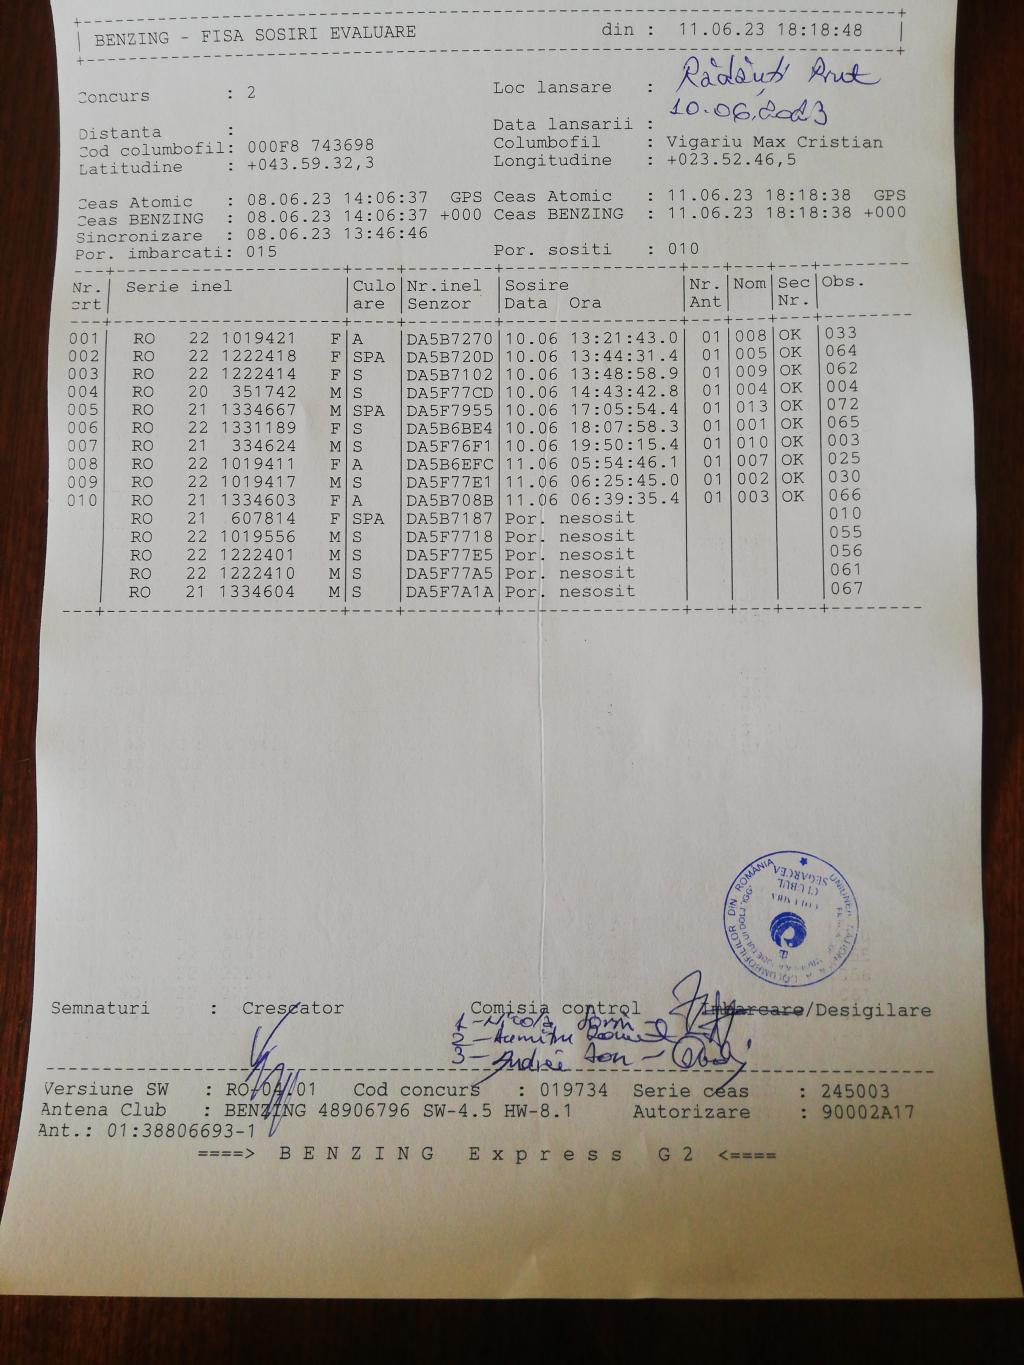 BENZING - FISA SOSIRI EVALUARE din : 11.06.23 18:18:48
Concurs : 2 Loc lansare : Rădăuți Prut
Distanta : Data lansarii : 10.06.2023
Cod columbofil: 000F8 743698 Columbofil : Vigariu Max Cristian
Latitudine : +043.59.32,3 Longitudine : +023.52.46,5
Ceas Atomic : 08.06.23 14:06:37 GPS Ceas Atomic : 11.06.23 18:18:38 GPS
Ceas BENZING : 08.06.23 14:06:37 +000 Ceas BENZING : 11.06.23 18:18:38 +000
Sincronizare : 08.06.23 13:46:46
Por. imbarcati: 015 Por. sositi : 010
Nr. Serie inel Culo Nr.inel Sosire Nr. Nom Sec Obs.
crt are Senzor Data Ora Ant Nr.
001 RO 22 1019421 F A DA5B7270 10.06 13:21:43.0 01 008 OK 033
002 RO 22 1222418 F SPA DA5B720D 10.06 13:44:31.4 01 005 OK 064
003 RO 22 1222414 F S DA5B7102 10.06 13:48:58.9 01 009 OK 062
004 RO 20 351742 M S DA5F77CD 10.06 14:43:42.8 01 004 OK 004
005 RO 21 1334667 M SPA DA5F7955 10.06 17:05:54.4 01 013 OK 072
006 RO 22 1331189 F S DA5B6BE4 10.06 18:07:58.3 01 001 OK 065
007 RO 21 334624 M S DA5F76F1 10.06 19:50:15.4 01 010 OK 003
008 RO 22 1019411 F A DA5B6EFC 11.06 05:54:46.1 01 007 OK 025
009 RO 22 1019417 M S DA5F77E1 11.06 06:25:45.0 01 002 OK 030
010 RO 21 1334603 F A DA5B708B 11.06 06:39:35.4 01 003 OK 066
RO 21 607814 F SPA DA5B7187 Por. nesosit 010
RO 22 1019556 M S DA5F7718 Por. nesosit 055
RO 22 1222401 M S DA5F77E5 Por. nesosit 056
RO 22 1222410 M S DA5F77A5 Por. nesosit 061
RO 21 1334604 M S DA5F7A1A Por. nesosit 067
COLUMBOFILILOR DIN ROMÂNIA
CLUBUL
SEGARCEA
Semnaturi : Crescator Comisia control Imbarcare/Desigilare
1 -
2 - Dumitru
3 - Andrei Ion -
Versiune SW : RO-04.01 Cod concurs : 019734 Serie ceas : 245003
Antena Club : BENZING 48906796 SW-4.5 HW-8.1 Autorizare : 90002A17
Ant.: 01:38806693-1
====> BENZING Express G2 <====